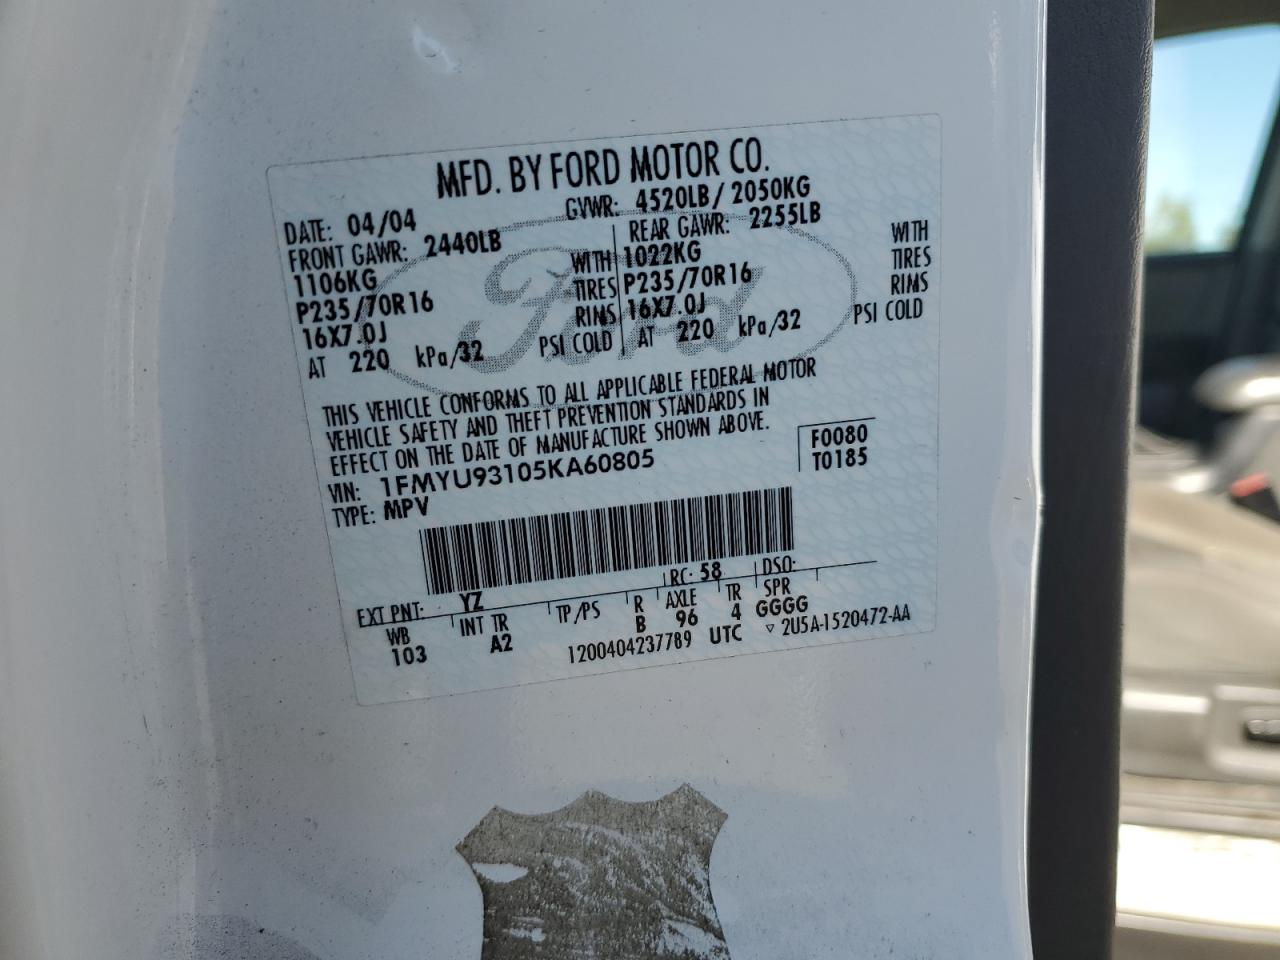 MFD. BY FORD MOTOR CO.
DATE: 04/04 GVWR: 4520LB/ 2050KG
FRONT GAWR: 2440LB REAR GAWR: 2255LB
1106KG WITH 1022KG WITH
P235/70R16 TIRES P235/70R16 TIRES
16X7.0J RIMS 16X7.0J RIMS
AT 220 kPa/32 PSI COLD AT 220 kPa/32 PSI COLD
Ford
THIS VEHICLE CONFORMS TO ALL APPLICABLE FEDERAL MOTOR
VEHICLE SAFETY AND THEFT PREVENTION STANDARDS IN
EFFECT ON THE DATE OF MANUFACTURE SHOWN ABOVE.
VIN: 1FMYU93105KA60805 F0080
TYPE: MPV T0185
EXT PNT: YZ RC: 58 DSO:
WB INT TR TP/PS R AXLE TR SPR
103 A2 B 96 4 GGGG
1200404237789 UTC ▽ 2U5A-1520472-AA